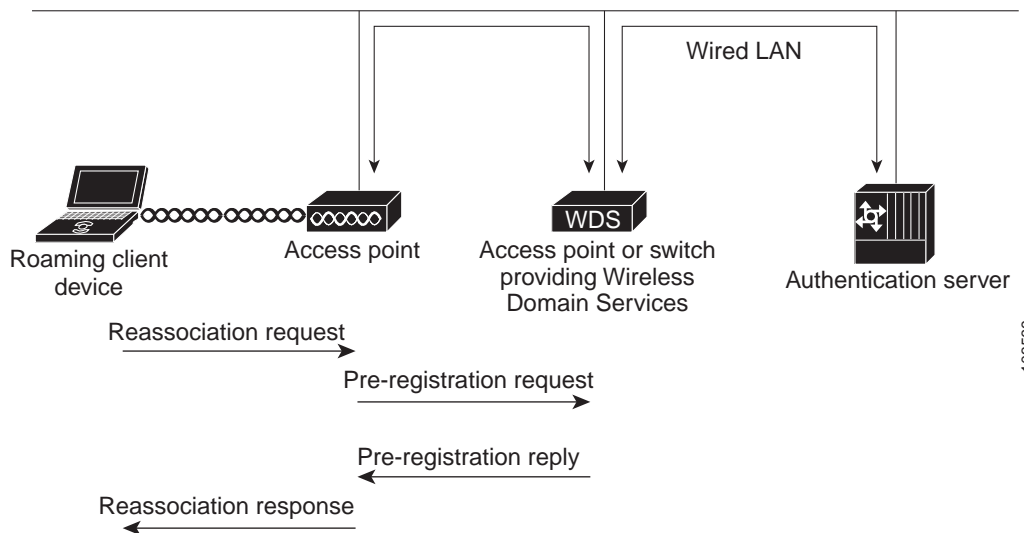 Wired LAN
WDS
Roaming client
device
Access point
Access point or switch
providing Wireless
Domain Services
Authentication server
Reassociation request
Pre-registration request
Pre-registration reply
Reassociation response